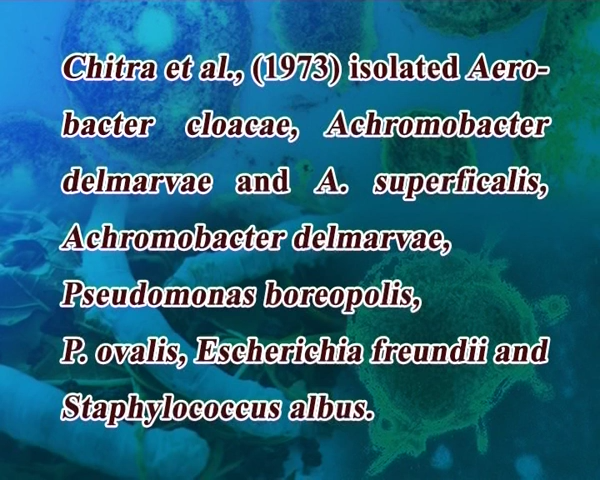 Chitra et al., (1973) isolated Aero-
bacter cloacae, Achromobacter
delmarvae and A. superficalis,
Achromobacter delmarvae,
Pseudomonas boreopolis,
P. ovalis, Escherichia freundii and
Staphylococcus albus.